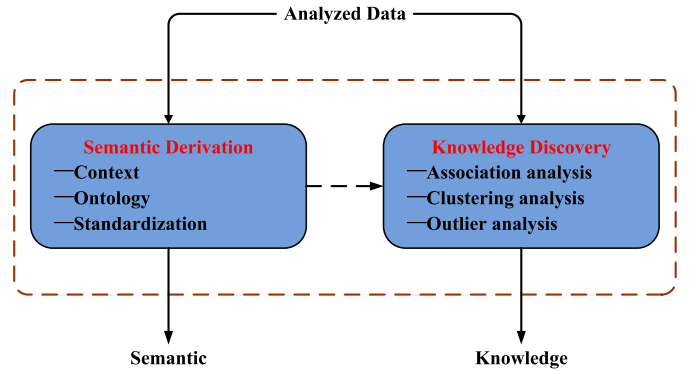 Analyzed Data
Semantic Derivation
—Context
—Ontology
—Standardization
Knowledge Discovery
—Association analysis
—Clustering analysis
—Outlier analysis
Semantic
Knowledge